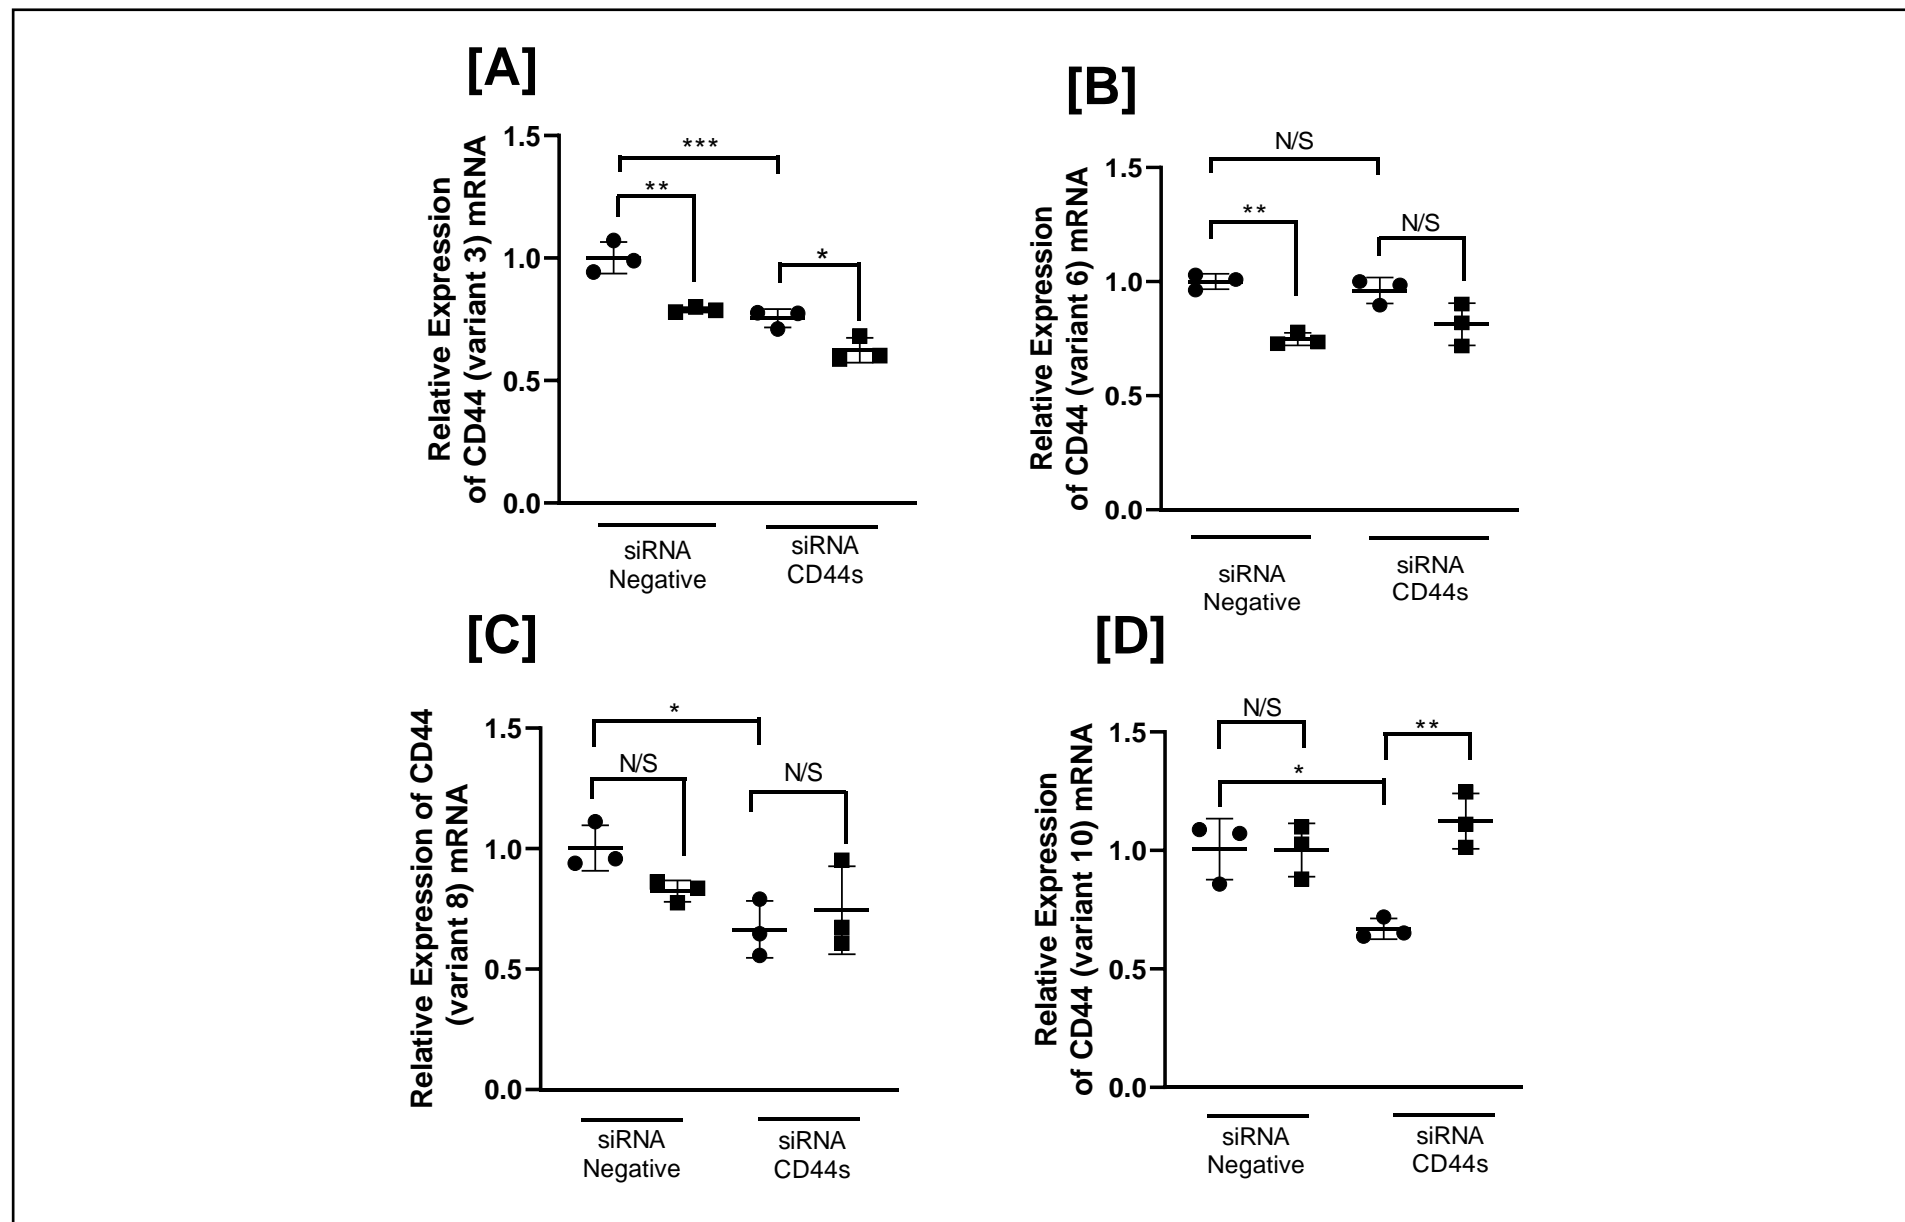 [A]
Relative Expression
of CD44 (variant 3) mRNA
1.5
1.0
0.5
0.0
***
**
*
siRNA
Negative
siRNA
CD44s
[B]
Relative Expression
of CD44 (variant 6) mRNA
1.5
1.0
0.5
0.0
N/S
**
N/S
siRNA
Negative
siRNA
CD44s
[C]
Relative Expression of CD44
(variant 8) mRNA
1.5
1.0
0.5
0.0
*
N/S
N/S
siRNA
Negative
siRNA
CD44s
[D]
Relative Expression
of CD44 (variant 10) mRNA
1.5
1.0
0.5
0.0
N/S
**
*
siRNA
Negative
siRNA
CD44s